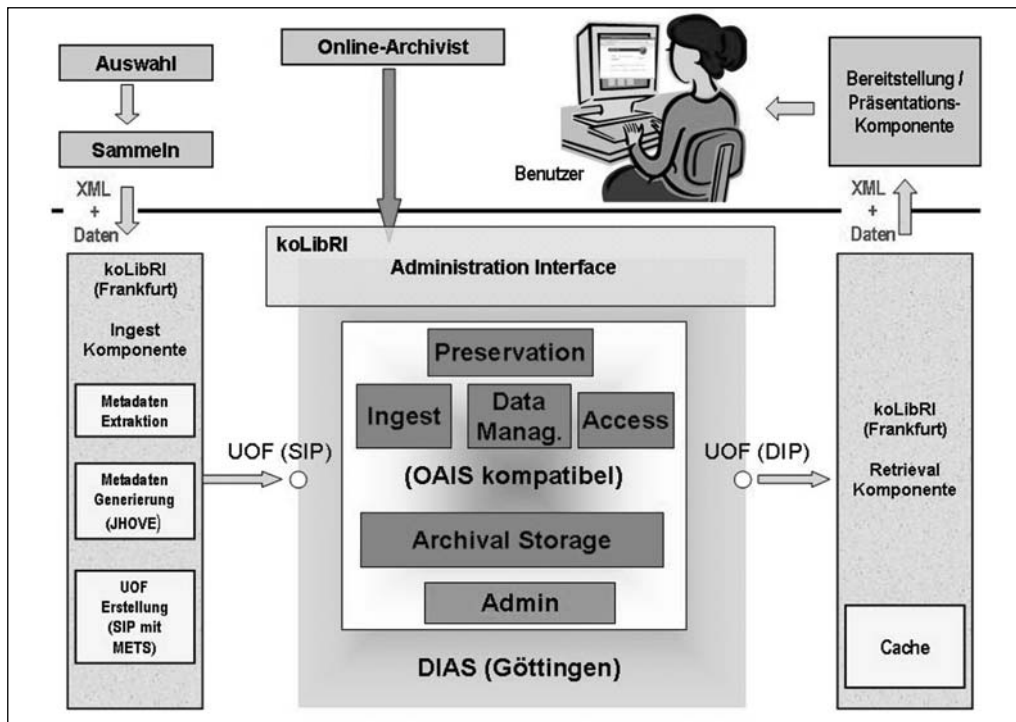 Auswahl
Sammeln
XML
+
Daten
koLibRI
(Frankfurt)
Ingest
Komponente
Metadaten
Extraktion
Metadaten
Generierung
(JHOVE)
UOF
Erstellung
(SIP mit
METS)
UOF (SIP)
Online-Archivist
koLibRI
Administration Interface
Preservation
Ingest
Data
Manag.
Access
(OAIS kompatibel)
Archival Storage
Admin
DIAS (Göttingen)
Benutzer
UOF (DIP)
Bereitstellung /
Präsentations-
Komponente
XML
+
Daten
koLibRI
(Frankfurt)
Retrieval
Komponente
Cache